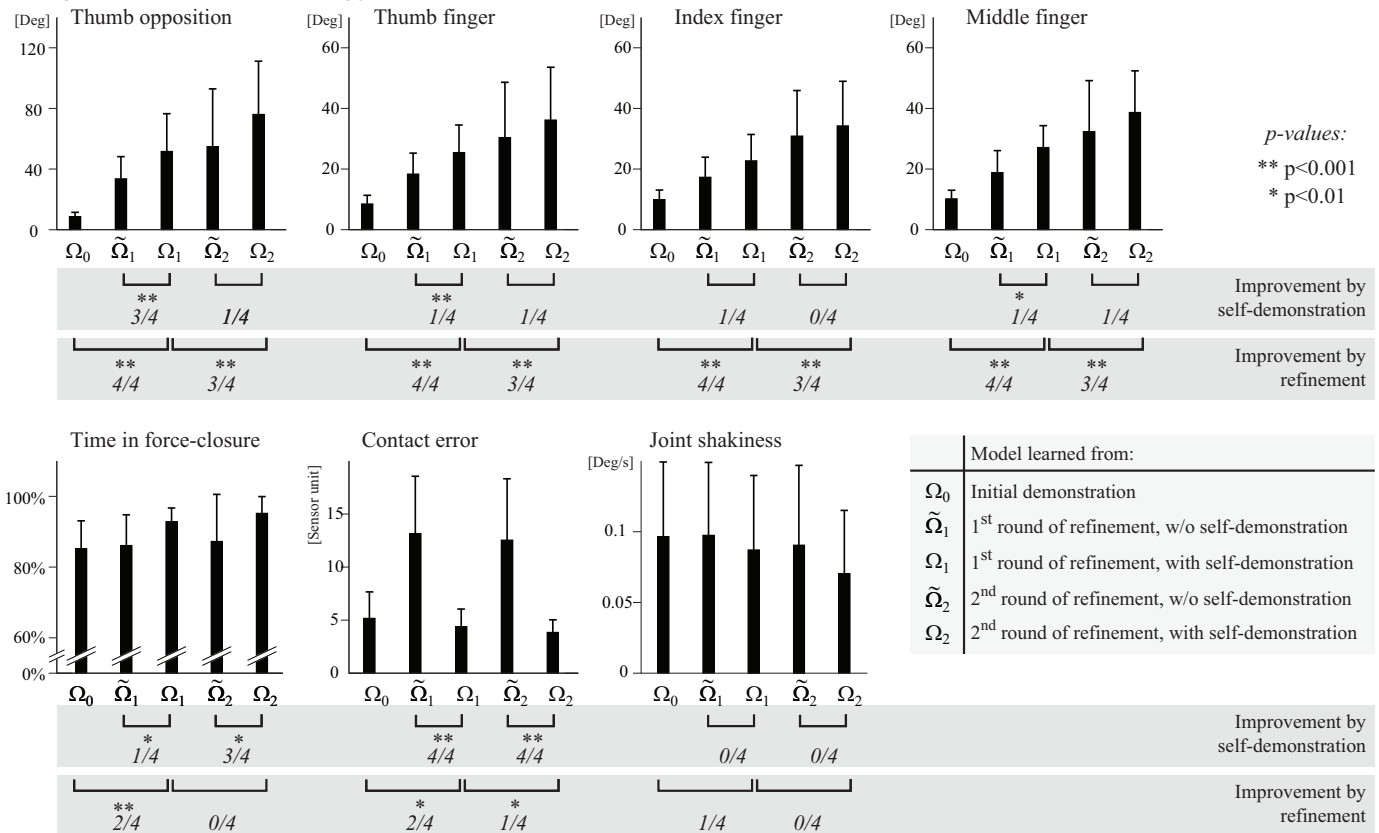 Thumb opposition Thumb finger Index finger Middle finger
[Deg] [Deg] [Deg] [Deg]
120 60 60 60
80 40 40 40
40 20 20 20
0 0 0 0
p-values:
** p<0.001
* p<0.01
Ω0 Ω̃1 Ω1 Ω̃2 Ω2 Ω0 Ω̃1 Ω1 Ω̃2 Ω2 Ω0 Ω̃1 Ω1 Ω̃2 Ω2 Ω0 Ω̃1 Ω1 Ω̃2 Ω2
** ** *
3/4 1/4 1/4 1/4 1/4 0/4 1/4 1/4
Improvement by
self-demonstration
** ** ** ** ** ** ** **
4/4 3/4 4/4 3/4 4/4 3/4 4/4 3/4
Improvement by
refinement
Time in force-closure Contact error Joint shakiness
[Sensor unit] [Deg/s]
100% 15 0.1
80% 10 0.05
60% 5 0
0% 0
Ω0 Ω̃1 Ω1 Ω̃2 Ω2 Ω0 Ω̃1 Ω1 Ω̃2 Ω2 Ω0 Ω̃1 Ω1 Ω̃2 Ω2
Model learned from:
Ω0 Initial demonstration
Ω̃1 1st round of refinement, w/o self-demonstration
Ω1 1st round of refinement, with self-demonstration
Ω̃2 2nd round of refinement, w/o self-demonstration
Ω2 2nd round of refinement, with self-demonstration
* * ** **
1/4 3/4 4/4 4/4 0/4 0/4
Improvement by
self-demonstration
** * *
2/4 0/4 2/4 1/4 1/4 0/4
Improvement by
refinement